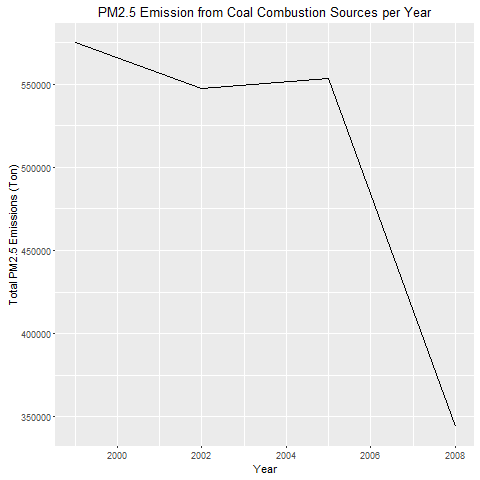 PM2.5 Emission from Coal Combustion Sources per Year
Total PM2.5 Emissions (Ton)
550000
500000
450000
400000
350000
2000 2002 2004 2006 2008
Year